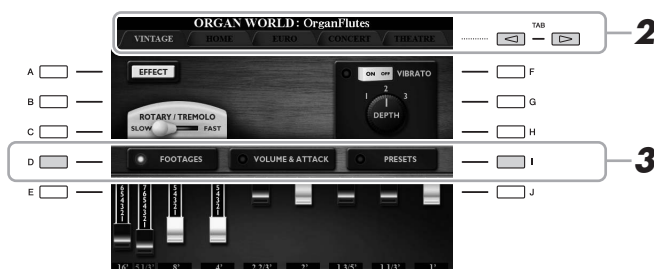 ORGAN WORLD : OrganFlutes
VINTAGE HOME EURO CONCERT THEATRE
TAB
2
A
EFFECT
ON OFF VIBRATO
F
B
1 2 3
G
C
ROTARY / TREMOLO
SLOW FAST
DEPTH
H
D
FOOTAGES VOLUME & ATTACK PRESETS
I
3
E
J
16' 5 1/3' 8' 4' 2 2/3' 2' 1 3/5' 1 1/3' 1'